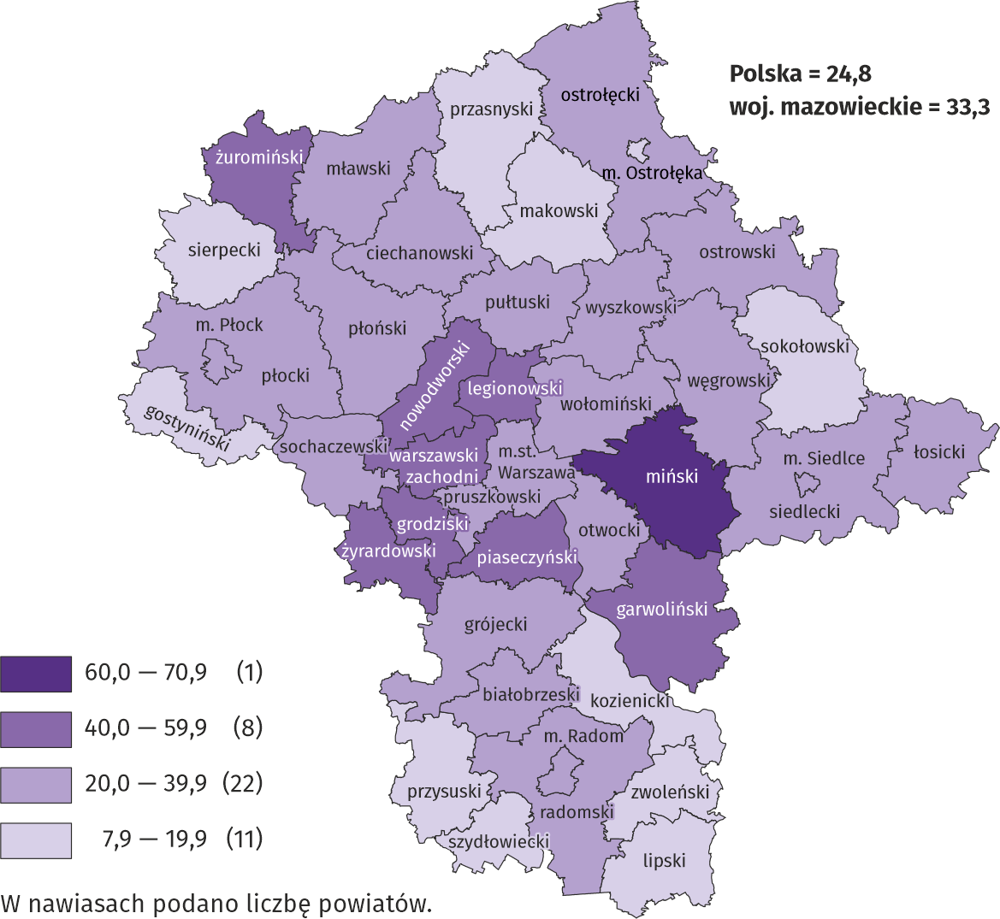 ostrołęcki
Polska = 24,8
woj. mazowieckie = 33,3
przasnyski
żuromiński
mławski
m. Ostrołęka
makowski
sierpecki
ciechanowski
ostrowski
pułtuski
wyszkowski
m. Płock
płoński
sokołowski
nowodworski
płocki
legionowski
węgrowski
wołomiński
gostyniński
sochaczewski
warszawski
zachodni
m.st.
Warszawa
m. Siedlce
łosicki
miński
pruszkowski
siedlecki
grodziski
otwocki
żyrardowski
piaseczyński
garwoliński
grójecki
białobrzeski
kozienicki
m. Radom
przysuski
zwoleński
radomski
szydłowiecki
lipski
60,0 — 70,9 (1)
40,0 — 59,9 (8)
20,0 — 39,9 (22)
7,9 — 19,9 (11)
W nawiasach podano liczbę powiatów.